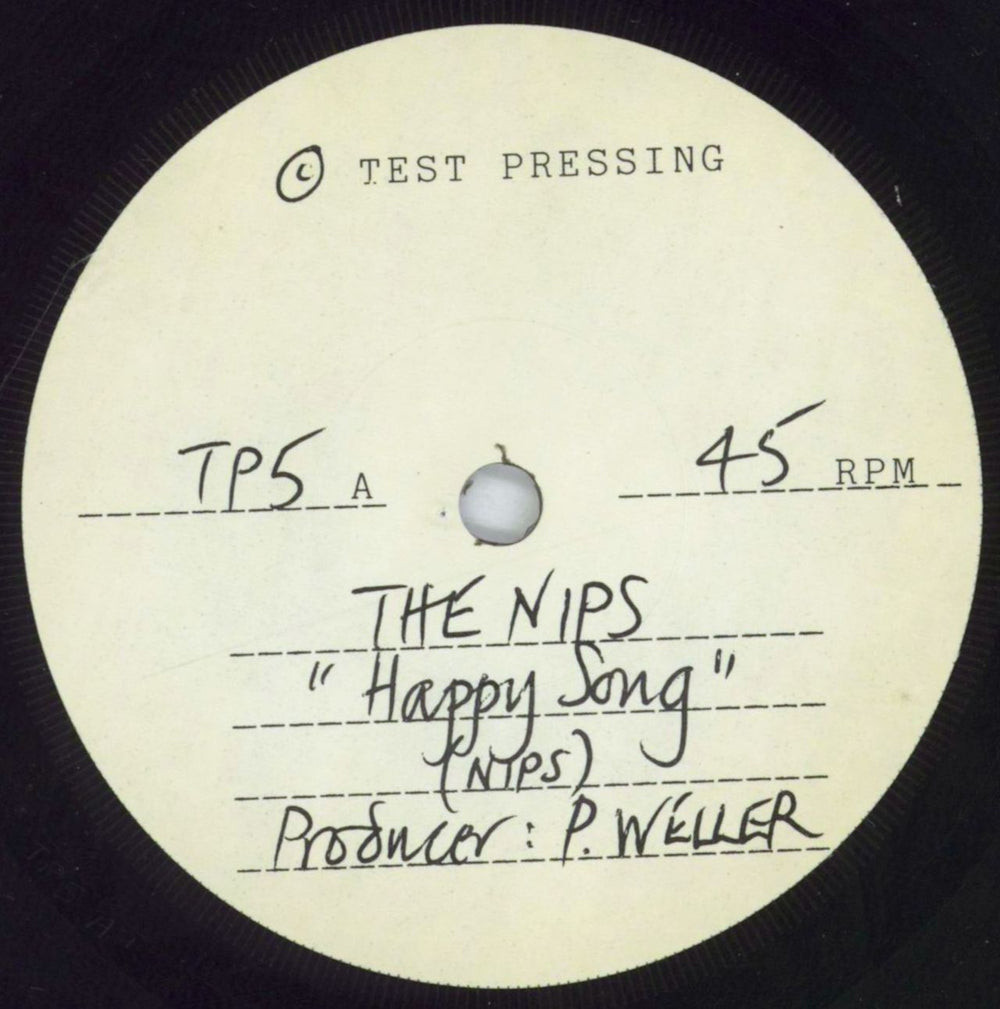 © TEST PRESSING
TP5 A 45 RPM
THE NIPS
"Happy Song"
(NIPS)
Producer: P. WELLER